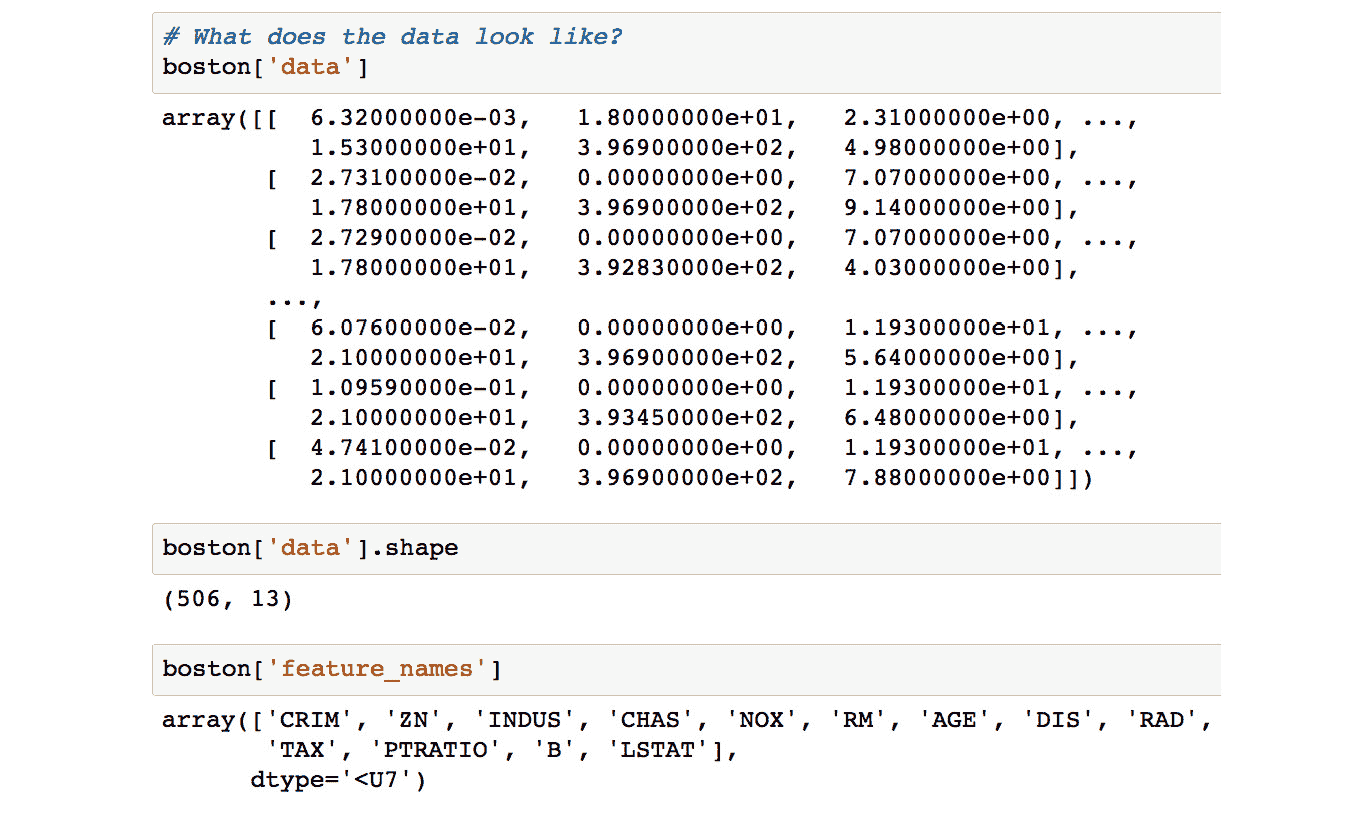 # What does the data look like?
boston['data']
array([[  6.32000000e-03,   1.80000000e+01,   2.31000000e+00, ...,
          1.53000000e+01,   3.96900000e+02,   4.98000000e+00],
       [  2.73100000e-02,   0.00000000e+00,   7.07000000e+00, ...,
          1.78000000e+01,   3.96900000e+02,   9.14000000e+00],
       [  2.72900000e-02,   0.00000000e+00,   7.07000000e+00, ...,
          1.78000000e+01,   3.92830000e+02,   4.03000000e+00],
       ...,
       [  6.07600000e-02,   0.00000000e+00,   1.19300000e+01, ...,
          2.10000000e+01,   3.96900000e+02,   5.64000000e+00],
       [  1.09590000e-01,   0.00000000e+00,   1.19300000e+01, ...,
          2.10000000e+01,   3.93450000e+02,   6.48000000e+00],
       [  4.74100000e-02,   0.00000000e+00,   1.19300000e+01, ...,
          2.10000000e+01,   3.96900000e+02,   7.88000000e+00]])
boston['data'].shape
(506, 13)
boston['feature_names']
array(['CRIM', 'ZN', 'INDUS', 'CHAS', 'NOX', 'RM', 'AGE', 'DIS', 'RAD',
       'TAX', 'PTRATIO', 'B', 'LSTAT'],
      dtype='<U7')